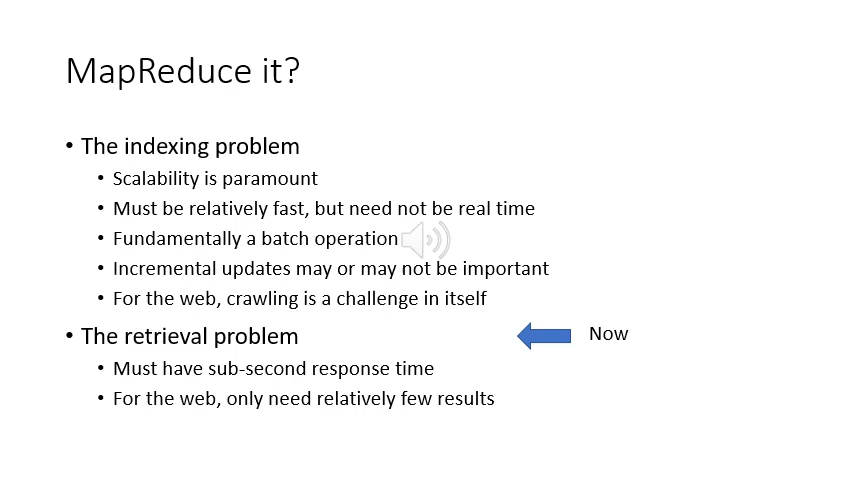 MapReduce it?
• The indexing problem
• Scalability is paramount
• Must be relatively fast, but need not be real time
• Fundamentally a batch operation
• Incremental updates may or may not be important
• For the web, crawling is a challenge in itself
• The retrieval problem
Now
• Must have sub-second response time
• For the web, only need relatively few results